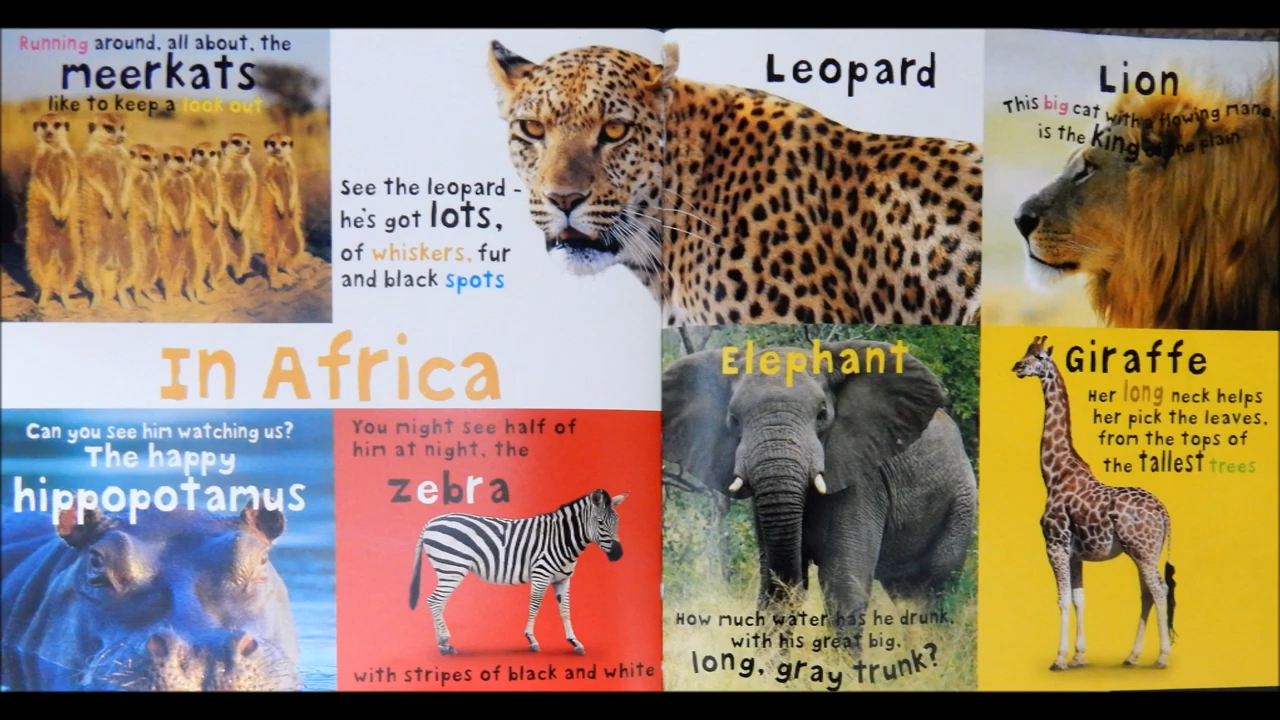 Running around, all about, the
meerkats
like to keep a look out
See the leopard -
he's got lots,
of whiskers, fur
and black spots
Leopard
Lion
This big cat with a flowing mane,
is the king of the plain
In Africa
Can you see him watching us?
The happy
hippopotamus
You might see half of
him at night, the
zebra
with stripes of black and white
Elephant
How much water has he drunk,
with his great big,
long, gray trunk?
Giraffe
Her long neck helps
her pick the leaves,
from the tops of
the tallest trees